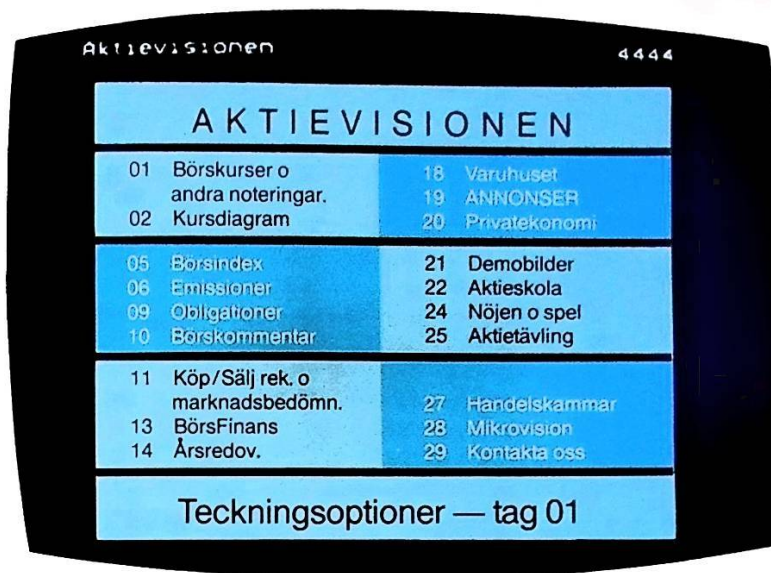 Aktievisionen
4444
AKTIEVISIONEN
01 Börskurser o
andra noteringar.
02 Kursdiagram
18 Varuhuset
19 ANNONSER
20 Privatekonomi
05 Börsindex
06 Emissioner
09 Obligationer
10 Börskommentar
21 Demobilder
22 Aktieskola
24 Nöjen o spel
25 Aktietävling
11 Köp/Sälj rek. o
marknadsbedömn.
13 BörsFinans
14 Årsredov.
27 Handelskammar
28 Mikrovision
29 Kontakta oss
Teckningsoptioner — tag 01